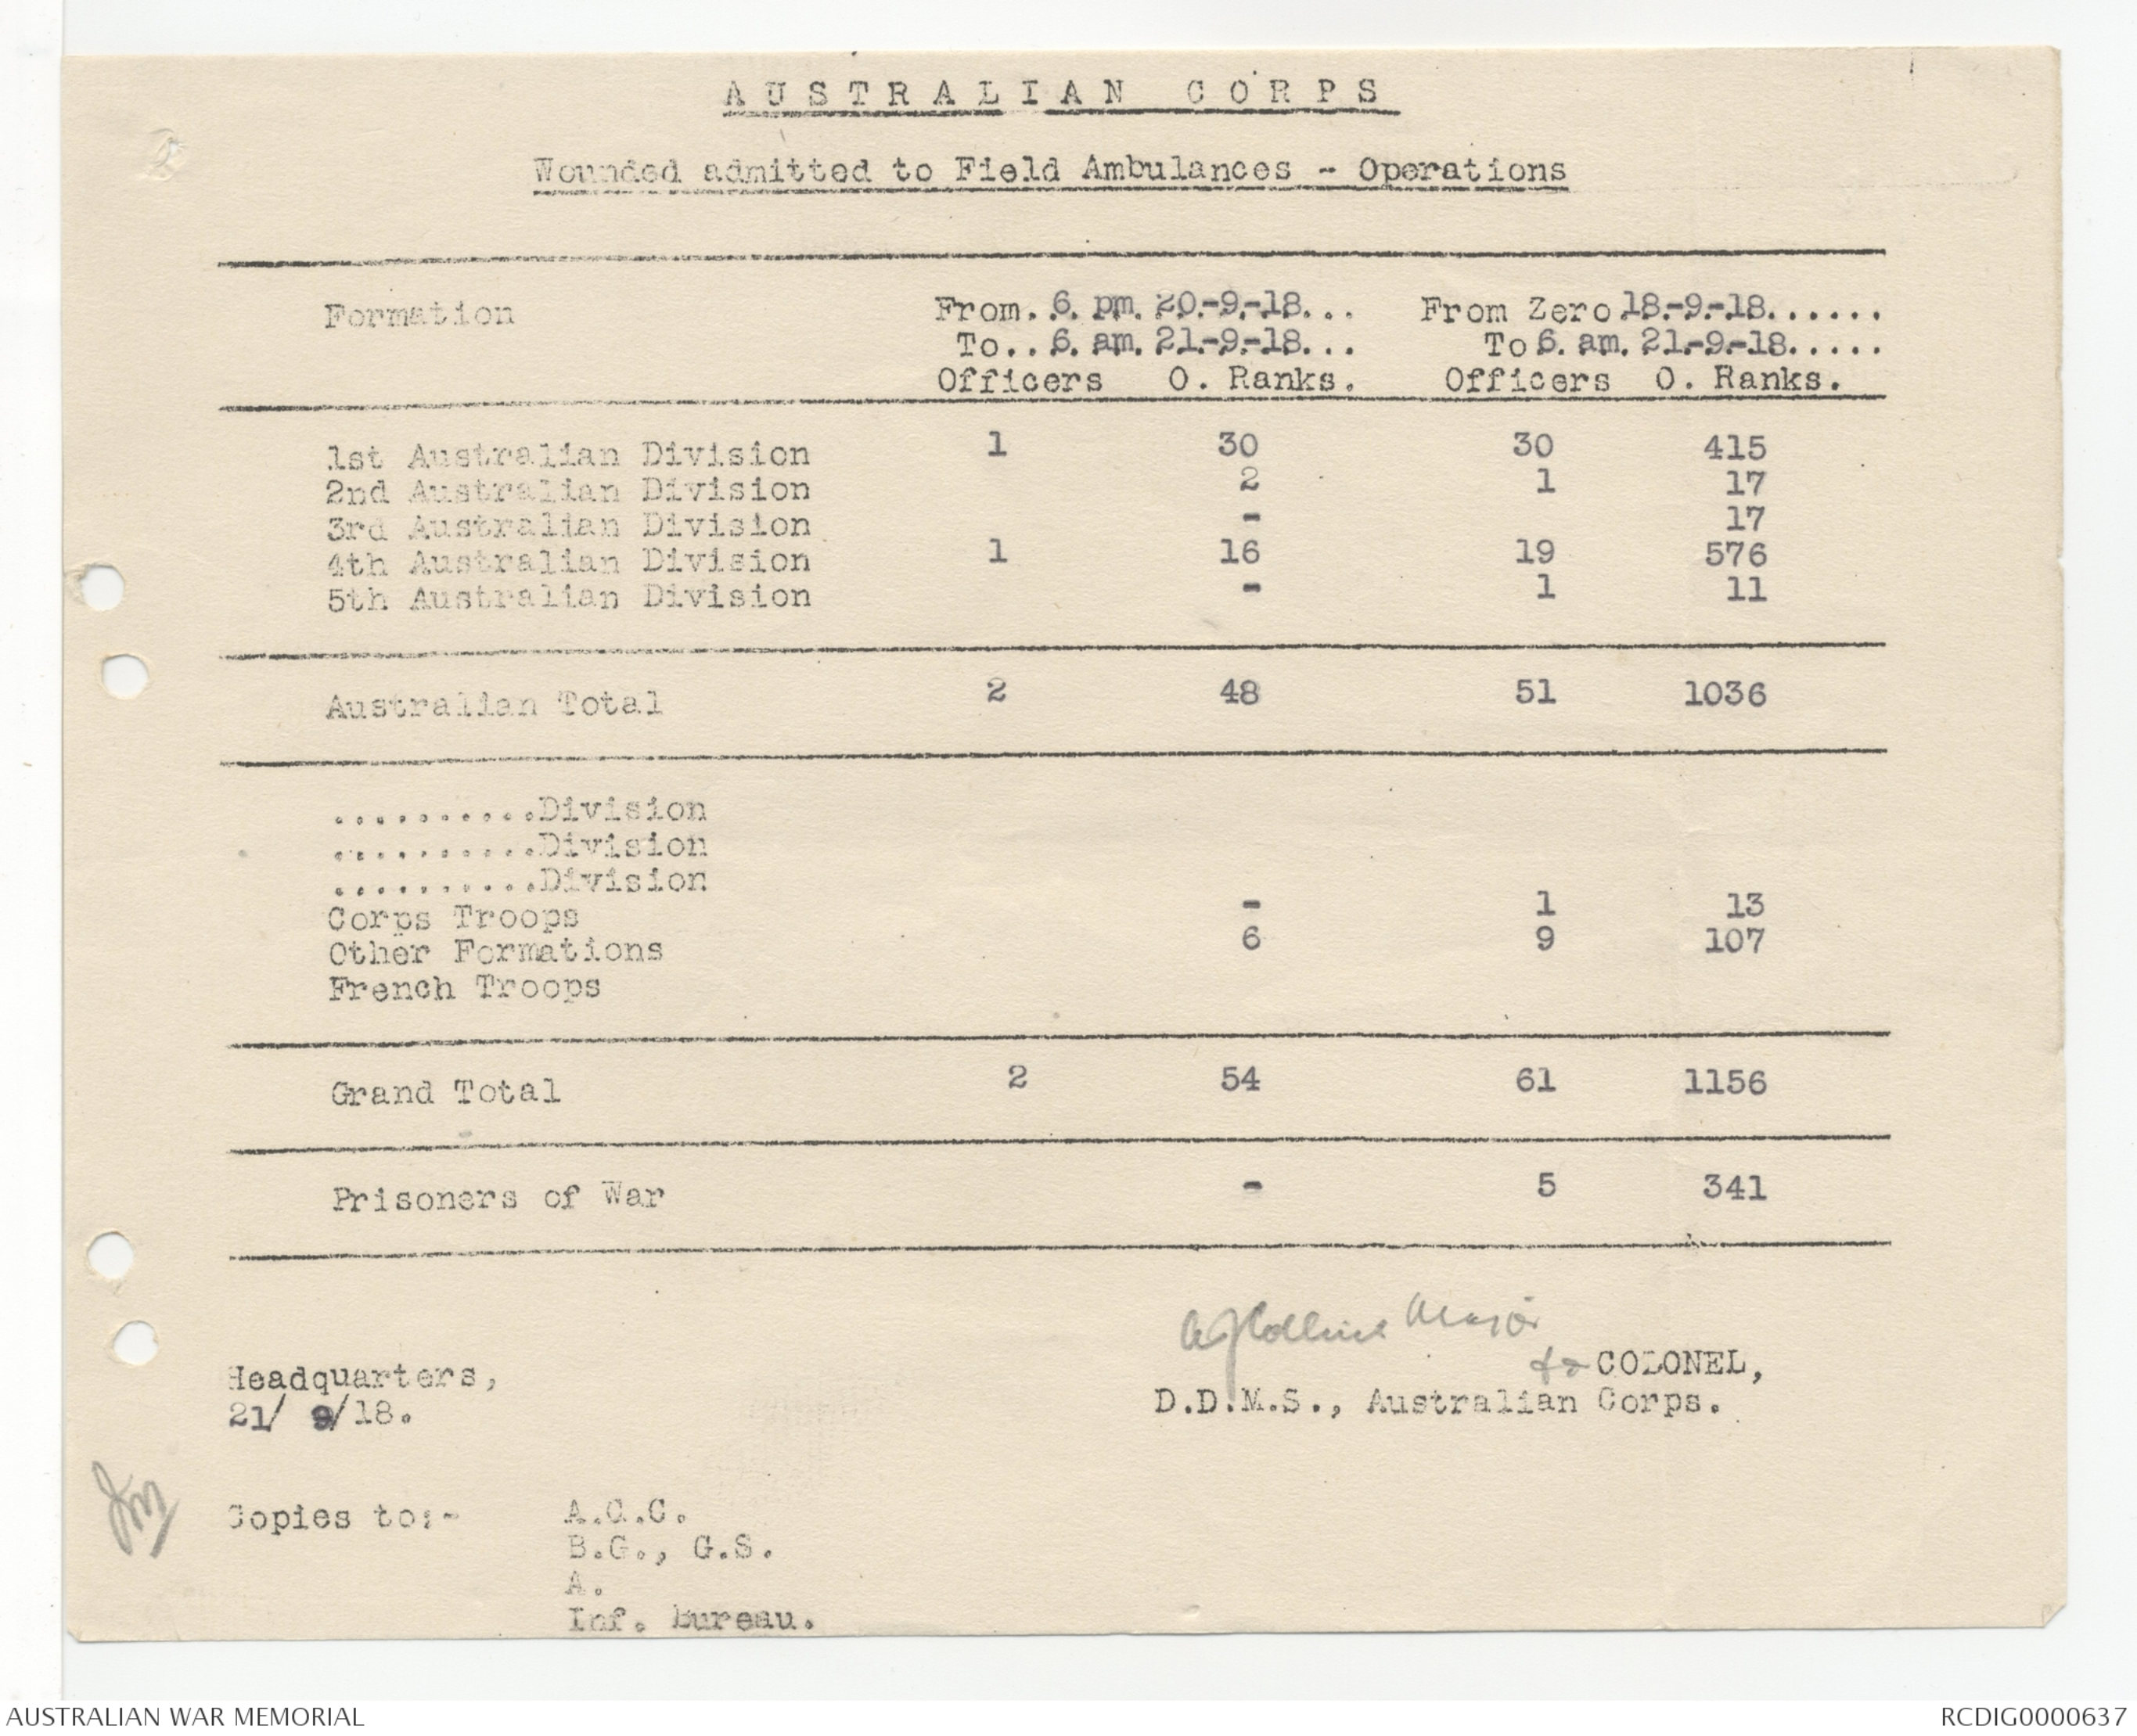 AUSTRALIAN CORPS
Wounded admitted to Field Ambulances - Operations
Formation From. 6. pm. 20.-9.-18... From Zero 18.-9.-18......
To.. 6. am. 21.-9.-18... To 6. am. 21.-9.-18.....
Officers O. Ranks. Officers O. Ranks.
1st Australian Division 1 30 30 415
2nd Australian Division 2 1 17
3rd Australian Division - 17
4th Australian Division 1 16 19 576
5th Australian Division - 1 11
Australian Total 2 48 51 1036
..........Division
..........Division
..........Division
Corps Troops - 1 13
Other Formations 6 9 107
French Troops
Grand Total 2 54 61 1156
Prisoners of War - 5 341
AJCollins Major
Headquarters, COLONEL,
21/ 9/18. D.D.M.S., Australian Corps.
Copies to:- A.C.C.
B.G., G.S.
A.
Inf. Bureau.
AUSTRALIAN WAR MEMORIAL RCDIG0000637